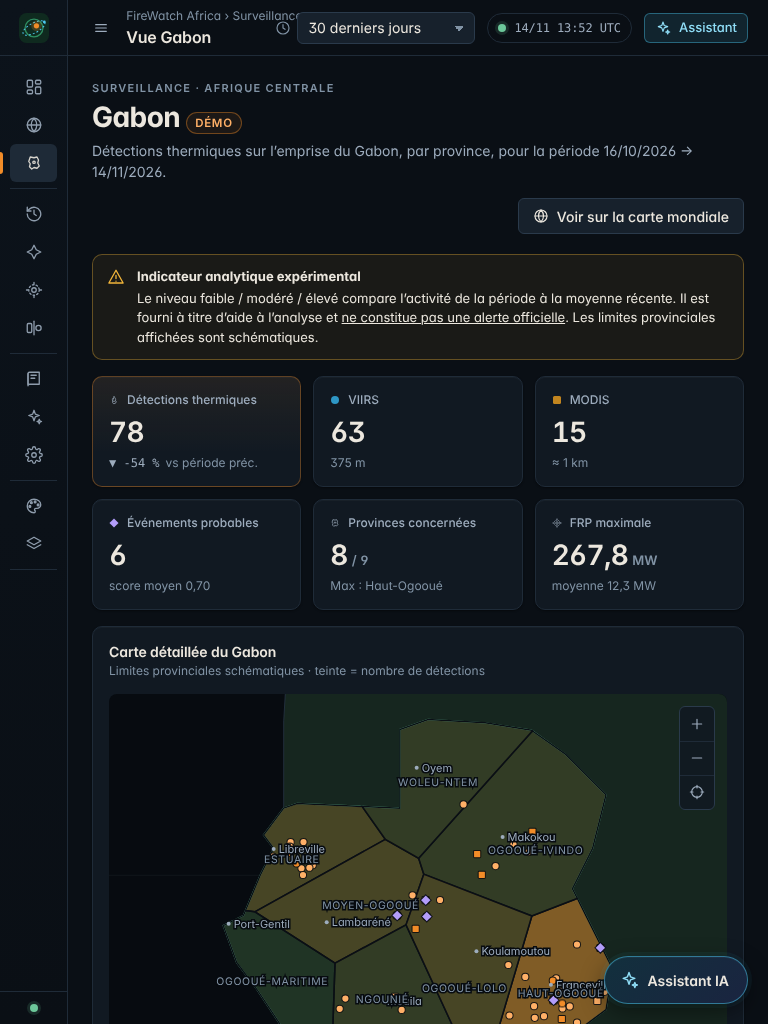 FireWatch Africa › Surveillance
Vue Gabon
30 derniers jours
14/11 13:52 UTC
Assistant
SURVEILLANCE · AFRIQUE CENTRALE
Gabon DÉMO
Détections thermiques sur l’emprise du Gabon, par province, pour la période 16/10/2026 →
14/11/2026.
Voir sur la carte mondiale
Indicateur analytique expérimental
Le niveau faible / modéré / élevé compare l’activité de la période à la moyenne récente. Il est
fourni à titre d’aide à l’analyse et ne constitue pas une alerte officielle. Les limites provinciales
affichées sont schématiques.
Détections thermiques
78
▼ -54 % vs période préc.
VIIRS
63
375 m
MODIS
15
≈ 1 km
Événements probables
6
score moyen 0,70
Provinces concernées
8 / 9
Max : Haut-Ogooué
FRP maximale
267,8 MW
moyenne 12,3 MW
Carte détaillée du Gabon
Limites provinciales schématiques · teinte = nombre de détections
Oyem
WOLEU-NTEM
Makokou
OGOOUÉ-IVINDO
Libreville
ESTUAIRE
MOYEN-OGOOUÉ
Lambaréné
Port-Gentil
Koulamoutou
OGOOUÉ-MARITIME
OGOOUÉ-LOLO
Francevil
HAUT-OGOOUÉ
NGOUNIÉ
ila
Assistant IA